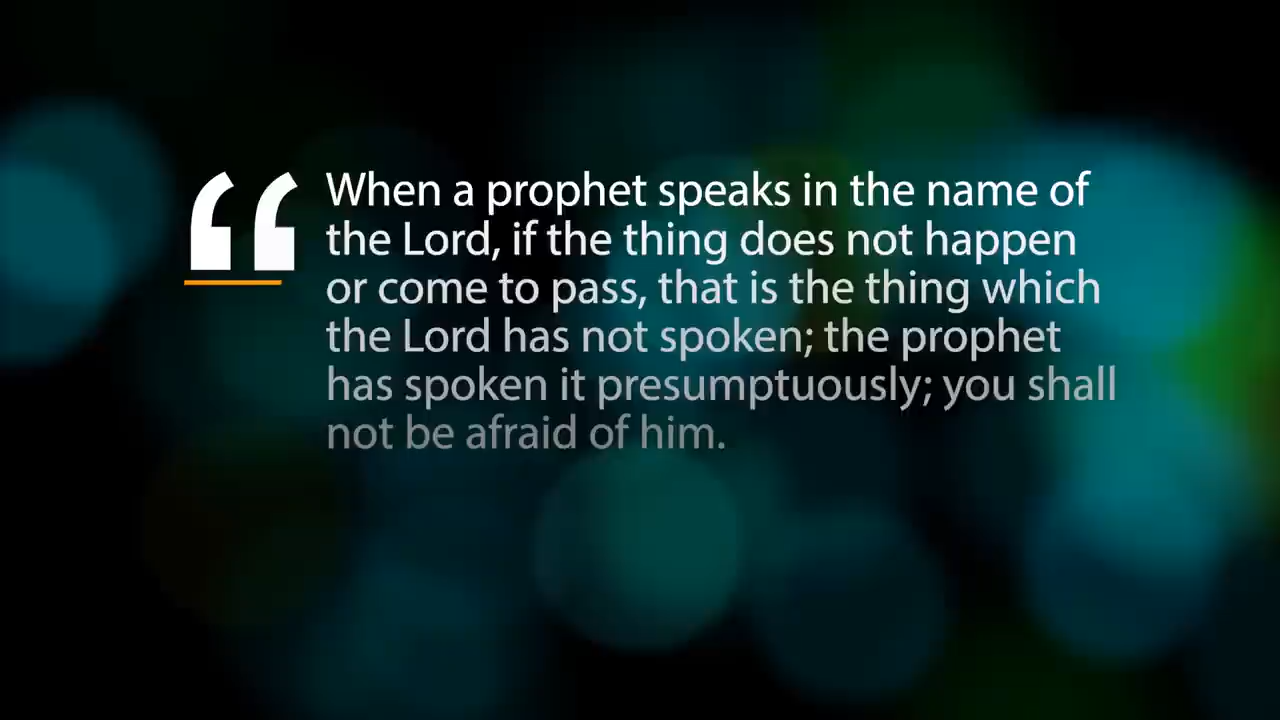 “
When a prophet speaks in the name of
the Lord, if the thing does not happen
or come to pass, that is the thing which
the Lord has not spoken; the prophet
has spoken it presumptuously; you shall
not be afraid of him.